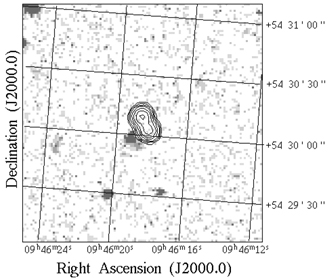 +54 31 ' 00 "
+54 30 ' 30 "
+54 30 ' 00 "
+54 29 ' 30 "
Declination (J2000.0)
09ʰ46ᵐ24ˢ 09ʰ46ᵐ20ˢ 09ʰ46ᵐ16ˢ 09ʰ46ᵐ12ˢ
Right Ascension (J2000.0)